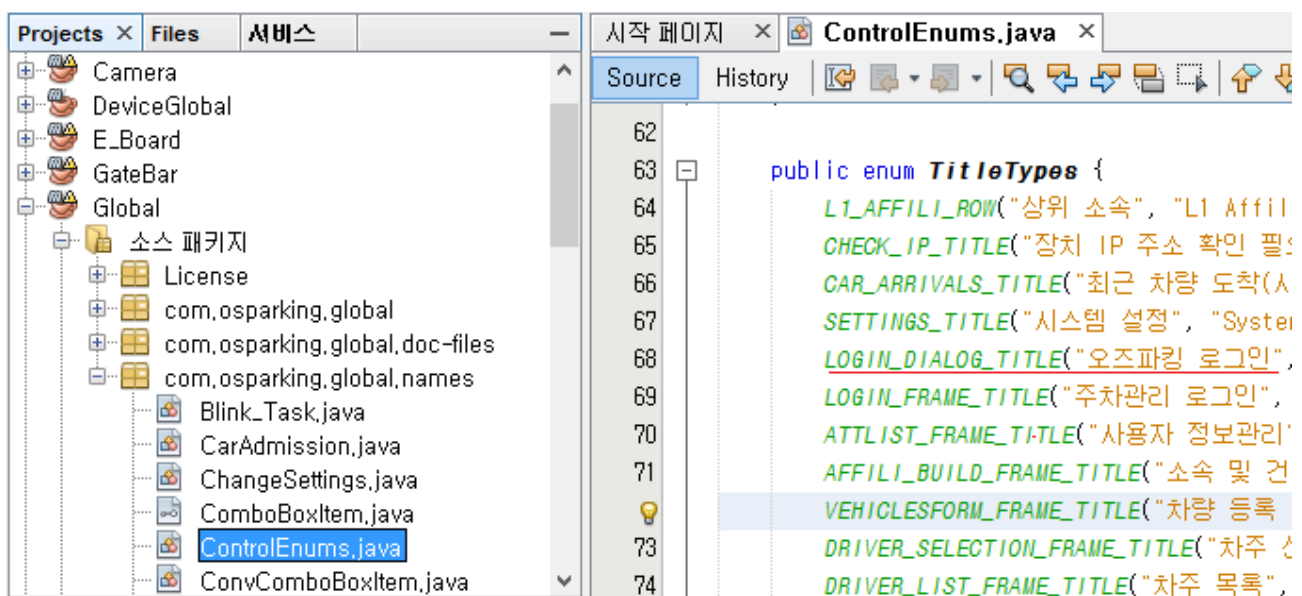 Projects × Files 서비스
Camera
DeviceGlobal
E_Board
GateBar
Global
소스 패키지
License
com.osparking.global
com.osparking.global.doc-files
com.osparking.global.names
Blink_Task.java
CarAdmission.java
ChangeSettings.java
ComboBoxItem.java
ControlEnums.java
ConvComboBoxItem.java
시작 페이지 × ControlEnums.java ×
Source History
62
63 public enum TitleTypes {
64 L1_AFFILI_ROW("상위 소속", "L1 Affil
65 CHECK_IP_TITLE("장치 IP 주소 확인
66 CAR_ARRIVALS_TITLE("최근 차량 도착(시
67 SETTINGS_TITLE("시스템 설정", "System
68 LOGIN_DIALOG_TITLE("오즈파킹 로그인",
69 LOGIN_FRAME_TITLE("주차관리 로그인",
70 ATTLIST_FRAME_TITLE("사용자 정보관리"
71 AFFILI_BUILD_FRAME_TITLE("소속 및 건
VEHICLESFORM_FRAME_TITLE("차량 등록
73 DRIVER_SELECTION_FRAME_TITLE("차주
74 DRIVER_LIST_FRAME_TITLE("차주 목록",